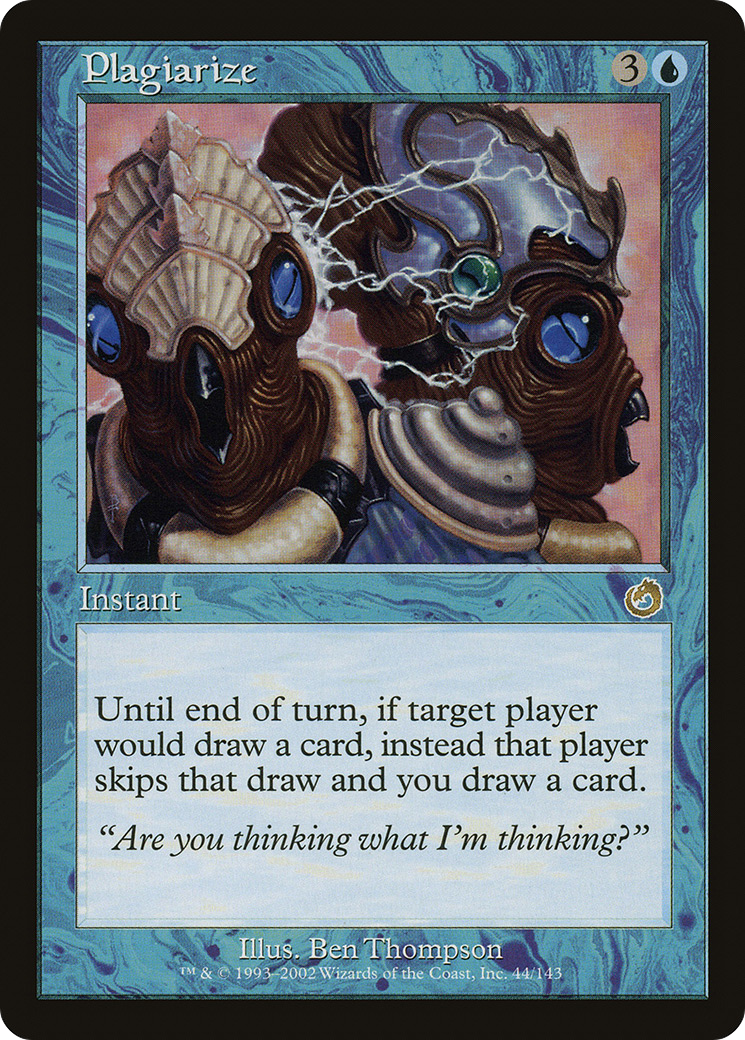 Plagiarize
3
Instant
Until end of turn, if target player
would draw a card, instead that player
skips that draw and you draw a card.
“Are you thinking what I’m thinking?”
Illus. Ben Thompson
™ & © 1993–2002 Wizards of the Coast, Inc. 44/143